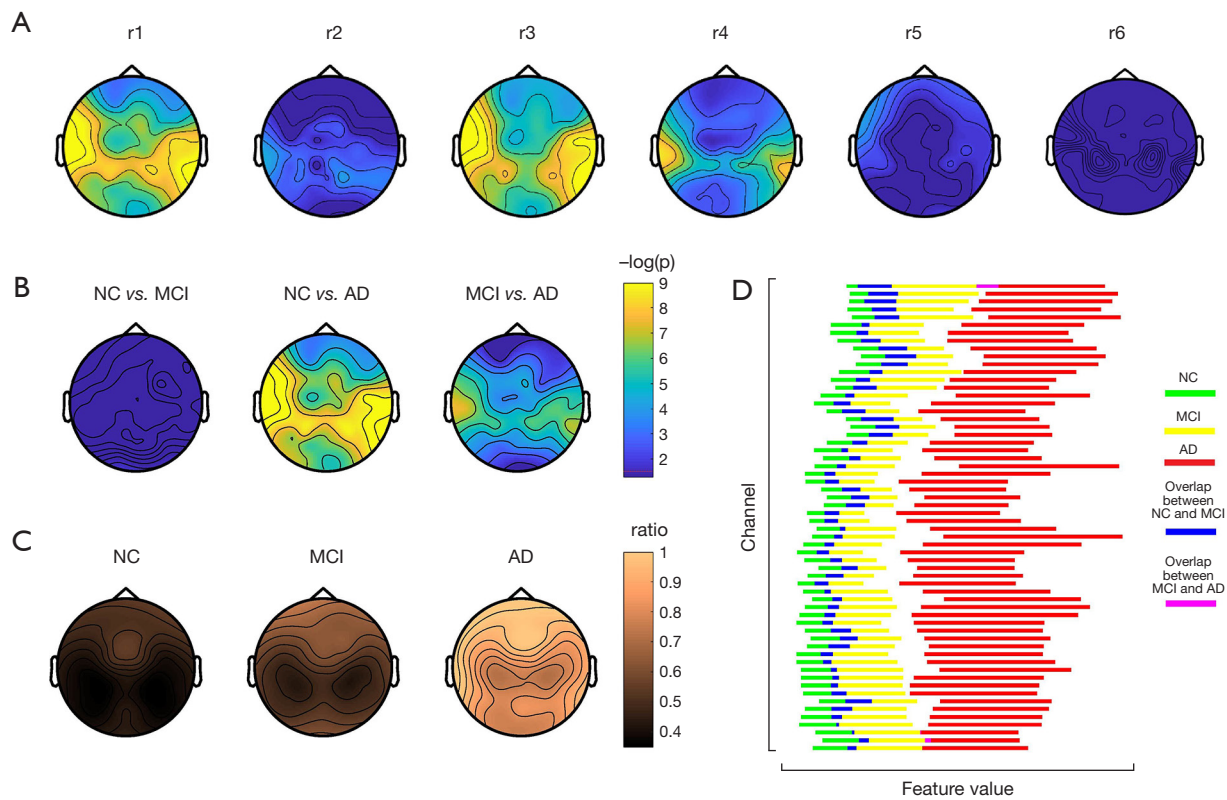 A
r1 r2 r3 r4 r5 r6
B
NC vs. MCI NC vs. AD MCI vs. AD
−log(p)
9
8
7
6
5
4
3
2
C
NC MCI AD
ratio
1
0.9
0.8
0.7
0.6
0.5
0.4
D
Channel
Feature value
NC
MCI
AD
Overlap
between
NC and MCI
Overlap
between
MCI and AD